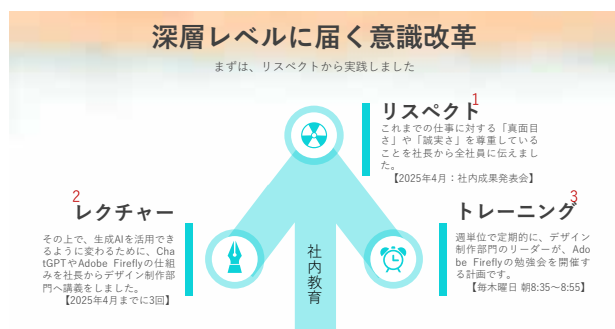 深層レベルに届く意識改革
まずは、リスペクトから実践しました
1
リスペクト
これまでの仕事に対する「真面目
さ」や「誠実さ」を尊重している
ことを社長から全社員に伝えまし
た。
【2025年4月：社内成果発表会】
2
レクチャー
その上で、生成AIを活用でき
るように変わるために、Cha
tGPTやAdobe Fireflyの仕組
みを社長からデザイン制作部
門へ講義をしました。
【2025年4月までに3回】
3
トレーニング
週単位で定期的に、デザイン
制作部門のリーダーが、Ado
be Fireflyの勉強会を開催す
る計画です。
【毎木曜日 朝8:35～8:55】
社内教育